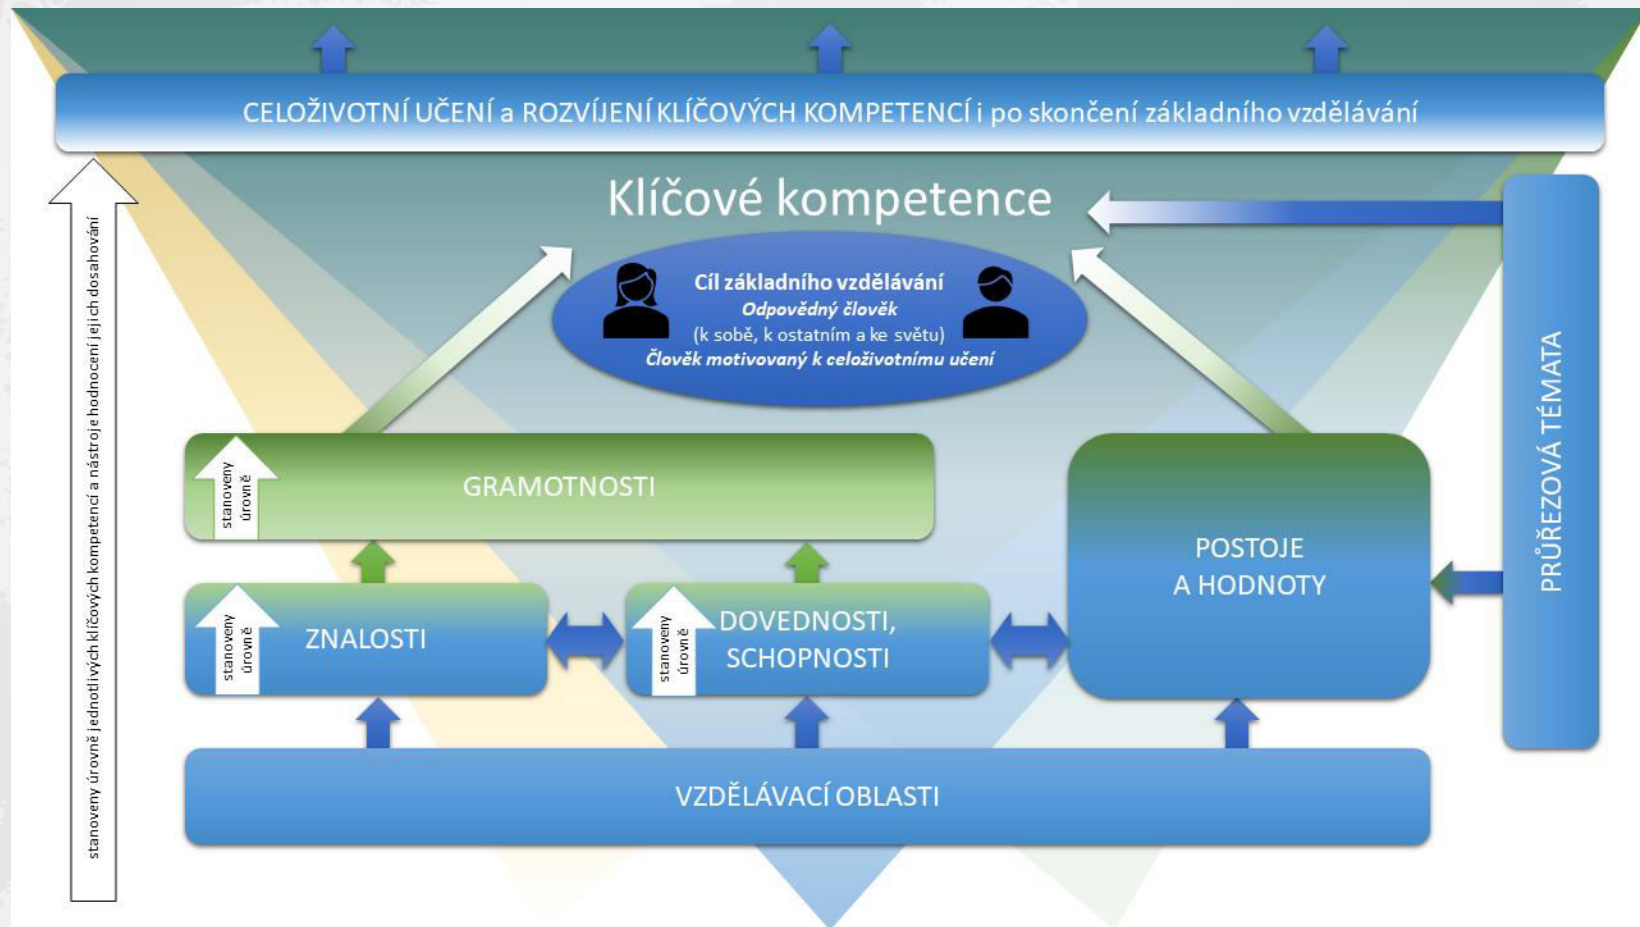 CELOŽIVOTNÍ UČENÍ a ROZVÍJENÍ KLÍČOVÝCH KOMPETENCÍ i po skončení základního vzdělávání
stanoveny úrovně jednotlivých klíčových kompetencí a nástroje hodnocení jejich dosahování
Klíčové kompetence
Cíl základního vzdělávání
Odpovědný člověk
(k sobě, k ostatním a ke světu)
Člověk motivovaný k celoživotnímu učení
PRŮŘEZOVÁ TÉMATA
stanoveny
úrovně
GRAMOTNOSTI
POSTOJE
A HODNOTY
stanoveny
úrovně
ZNALOSTI
stanoveny
úrovně
DOVEDNOSTI,
SCHOPNOSTI
VZDĚLÁVACÍ OBLASTI